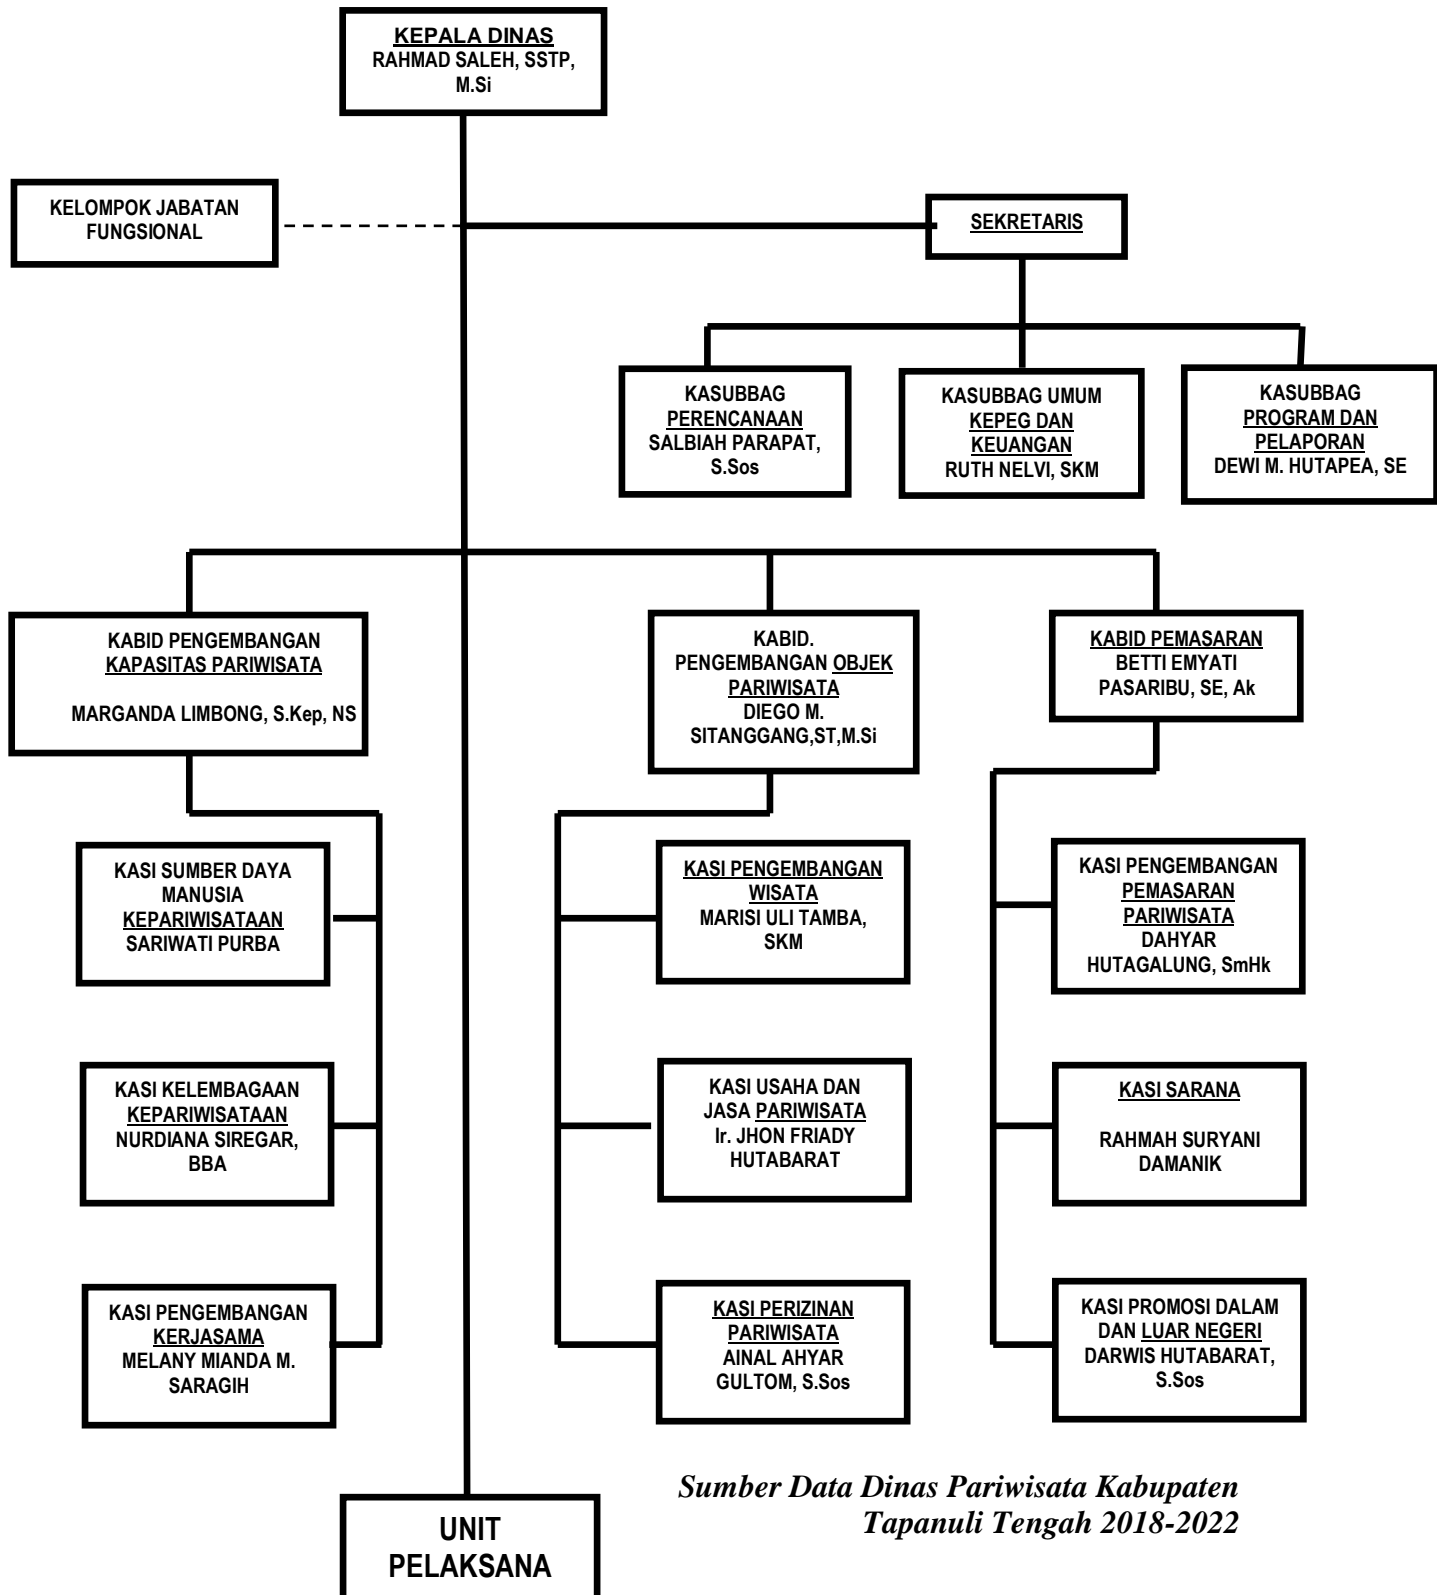 KEPALA DINAS
RAHMAD SALEH, SSTP,
M.Si
KELOMPOK JABATAN
FUNGSIONAL
SEKRETARIS
KASUBBAG
PERENCANAAN
SALBIAH PARAPAT,
S.Sos
KASUBBAG UMUM
KEPEG DAN
KEUANGAN
RUTH NELVI, SKM
KASUBBAG
PROGRAM DAN
PELAPORAN
DEWI M. HUTAPEA, SE
KABID PENGEMBANGAN
KAPASITAS PARIWISATA
MARGANDA LIMBONG, S.Kep, NS
KABID.
PENGEMBANGAN OBJEK
PARIWISATA
DIEGO M.
SITANGGANG,ST,M.Si
KABID PEMASARAN
BETTI EMYATI
PASARIBU, SE, Ak
KASI SUMBER DAYA
MANUSIA
KEPARIWISATAAN
SARIWATI PURBA
KASI PENGEMBANGAN
WISATA
MARISI ULI TAMBA,
SKM
KASI PENGEMBANGAN
PEMASARAN
PARIWISATA
DAHYAR
HUTAGALUNG, SmHk
KASI KELEMBAGAAN
KEPARIWISATAAN
NURDIANA SIREGAR,
BBA
KASI USAHA DAN
JASA PARIWISATA
Ir. JHON FRIADY
HUTABARAT
KASI SARANA
RAHMAH SURYANI
DAMANIK
KASI PENGEMBANGAN
KERJASAMA
MELANY MIANDA M.
SARAGIH
KASI PERIZINAN
PARIWISATA
AINAL AHYAR
GULTOM, S.Sos
KASI PROMOSI DALAM
DAN LUAR NEGERI
DARWIS HUTABARAT,
S.Sos
Sumber Data Dinas Pariwisata Kabupaten
Tapanuli Tengah 2018-2022
UNIT
PELAKSANA